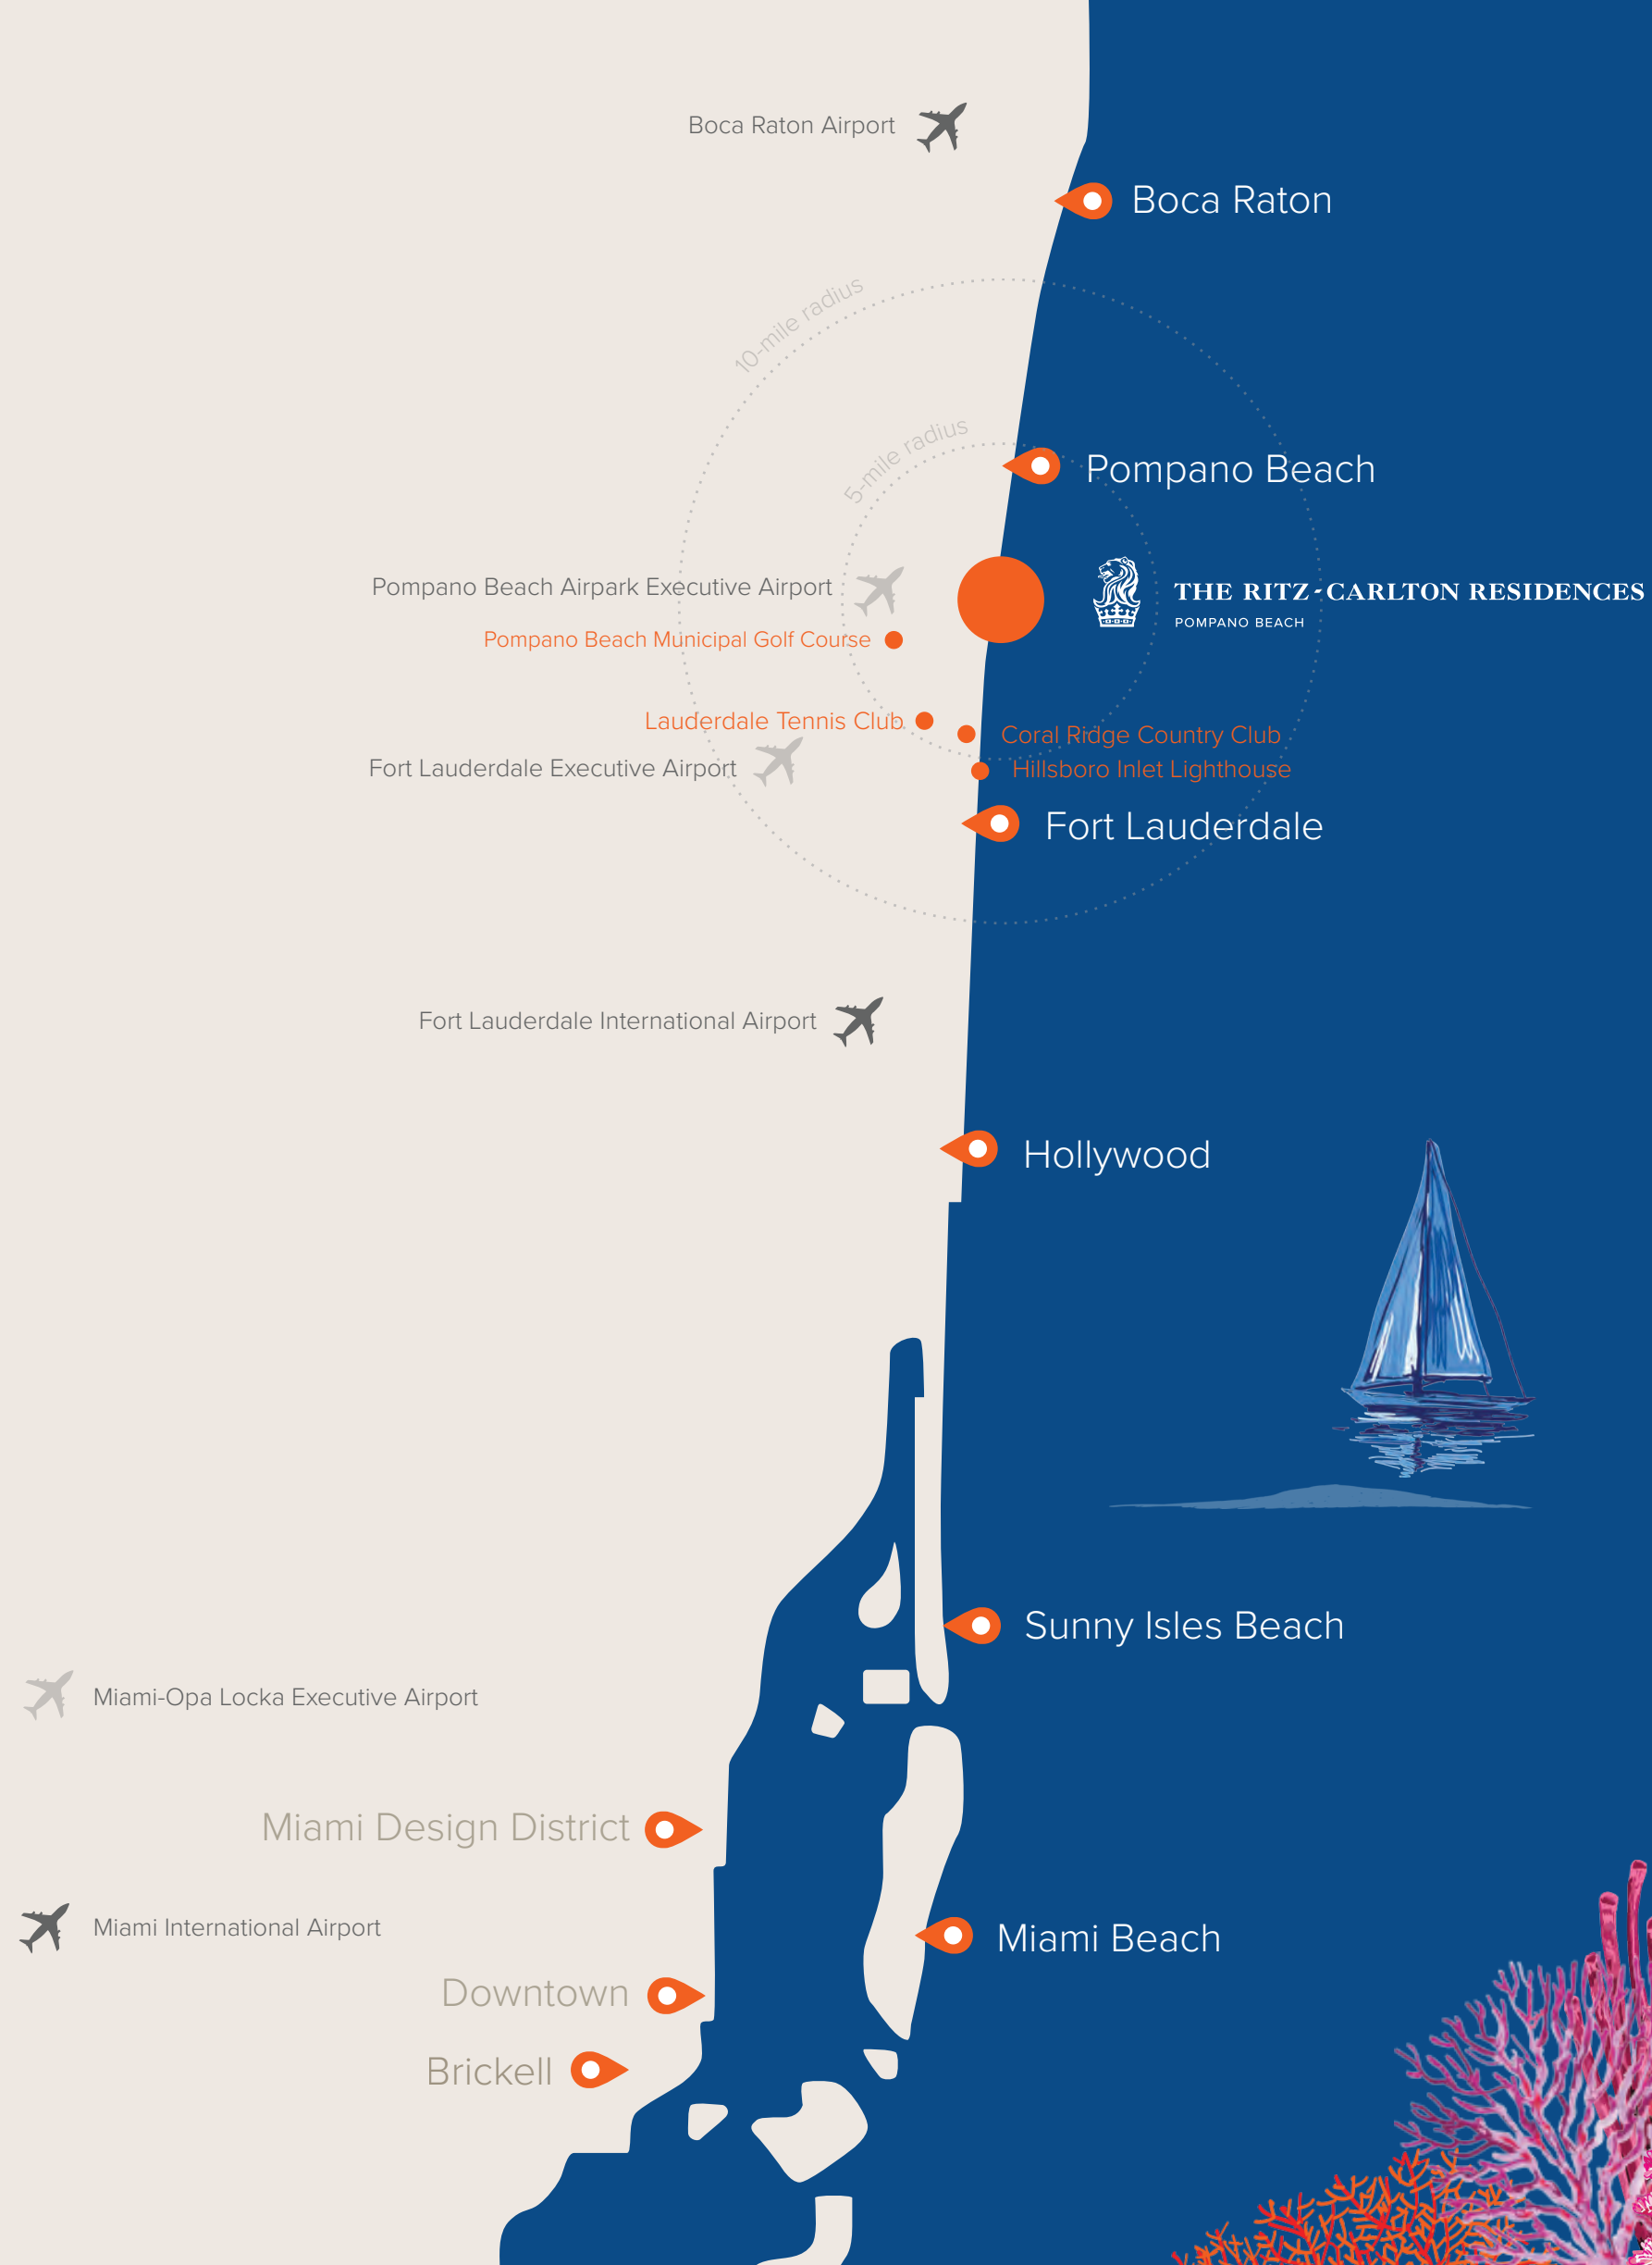 Boca Raton Airport
Boca Raton
10-mile radius
5-mile radius
Pompano Beach
Pompano Beach Airpark Executive Airport
THE RITZ-CARLTON RESIDENCES
POMPANO BEACH
Pompano Beach Municipal Golf Course
Lauderdale Tennis Club
Coral Ridge Country Club
Fort Lauderdale Executive Airport
Hillsboro Inlet Lighthouse
Fort Lauderdale
Fort Lauderdale International Airport
Hollywood
Sunny Isles Beach
Miami-Opa Locka Executive Airport
Miami Design District
Miami International Airport
Miami Beach
Downtown
Brickell